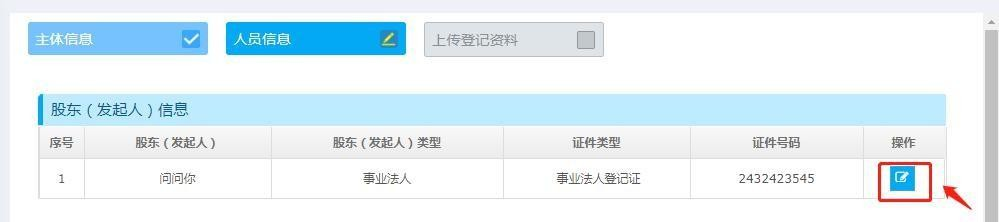 主体信息
人员信息
上传登记资料
股东（发起人）信息
序号 股东（发起人） 股东（发起人）类型 证件类型 证件号码 操作
1 问问你 事业法人 事业法人登记证 2432423545